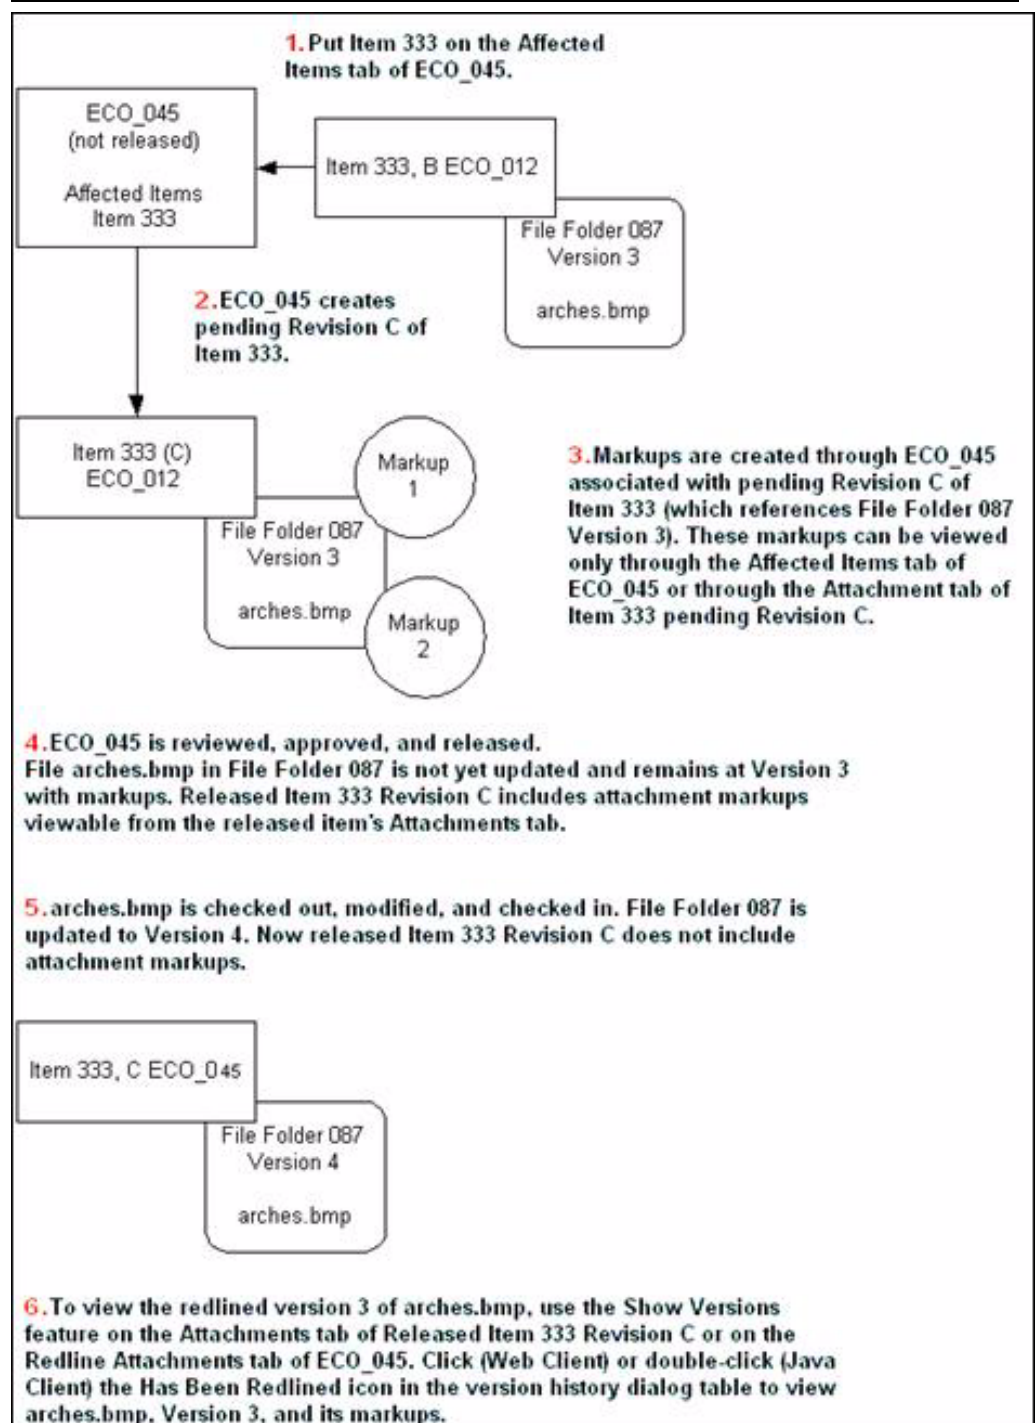 1.Put Item 333 on the Affected
Items tab of ECO_045.
ECO_045
(not released)
Affected Items
Item 333
Item 333, B ECO_012
File Folder 087
Version 3
arches.bmp
2.ECO_045 creates
pending Revision C of
Item 333.
Item 333 (C)
ECO_012
Markup
1
File Folder 087
Version 3
arches.bmp
Markup
2
3.Markups are created through ECO_045
associated with pending Revision C of
Item 333 (which references File Folder 087
Version 3). These markups can be viewed
only through the Affected Items tab of
ECO_045 or through the Attachment tab of
Item 333 pending Revision C.
4.ECO_045 is reviewed, approved, and released.
File arches.bmp in File Folder 087 is not yet updated and remains at Version 3
with markups. Released Item 333 Revision C includes attachment markups
viewable from the released item's Attachments tab.
5.arches.bmp is checked out, modified, and checked in. File Folder 087 is
updated to Version 4. Now released Item 333 Revision C does not include
attachment markups.
Item 333, C ECO_045
File Folder 087
Version 4
arches.bmp
6.To view the redlined version 3 of arches.bmp, use the Show Versions
feature on the Attachments tab of Released Item 333 Revision C or on the
Redline Attachments tab of ECO_045. Click (Web Client) or double-click (Java
Client) the Has Been Redlined icon in the version history dialog table to view
arches.bmp, Version 3, and its markups.